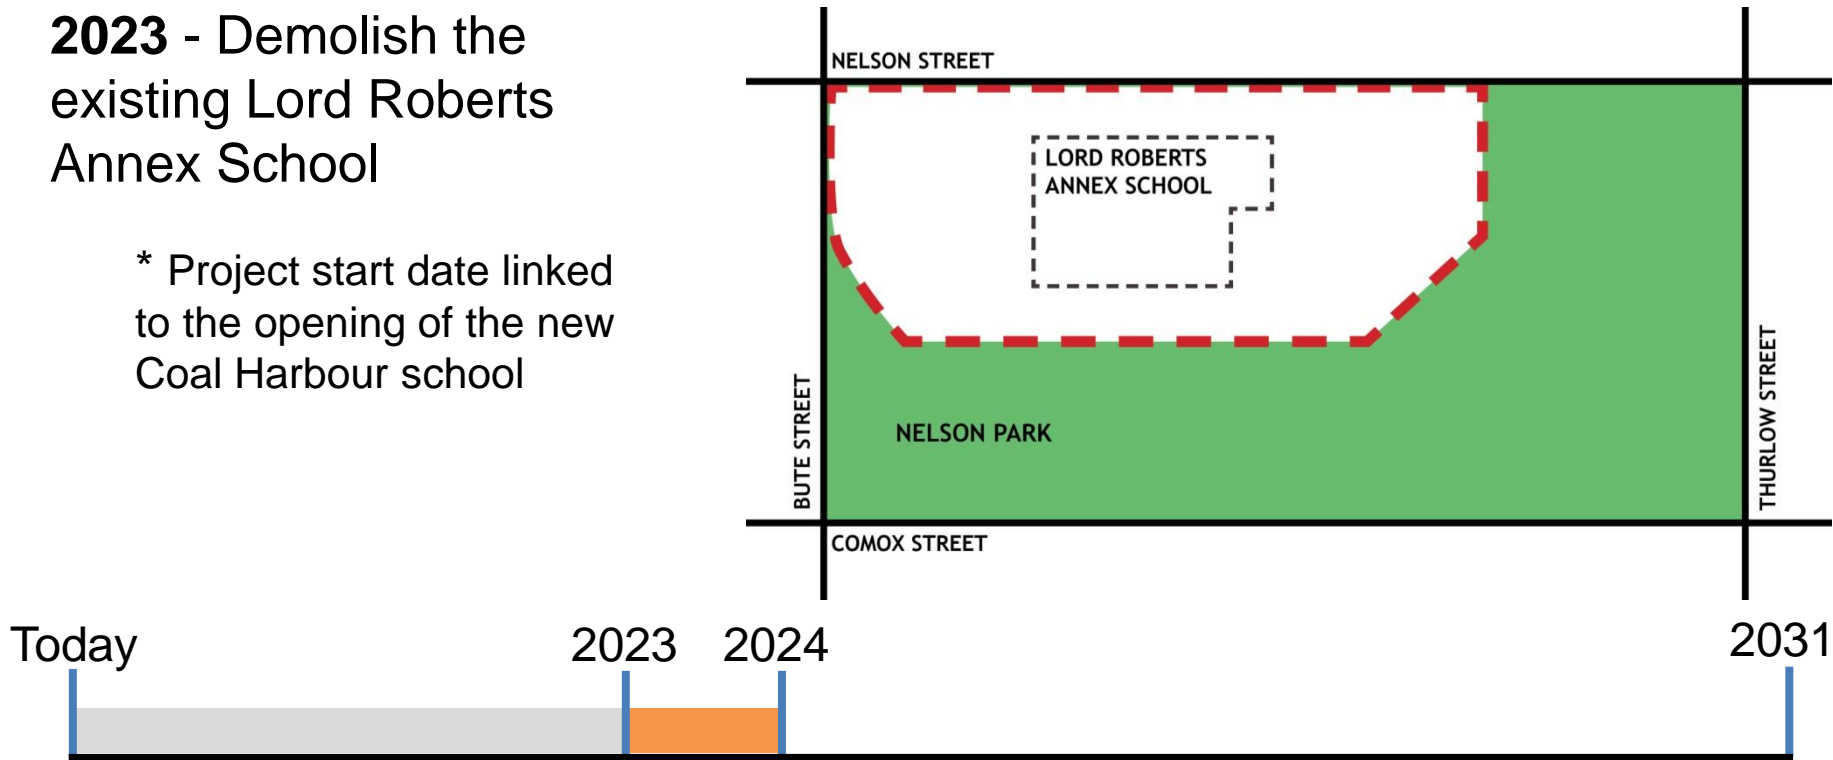 2023 - Demolish the
existing Lord Roberts
Annex School
* Project start date linked
to the opening of the new
Coal Harbour school
NELSON STREET
LORD ROBERTS
ANNEX SCHOOL
BUTE STREET
NELSON PARK
THURLOW STREET
COMOX STREET
Today
2023
2024
2031